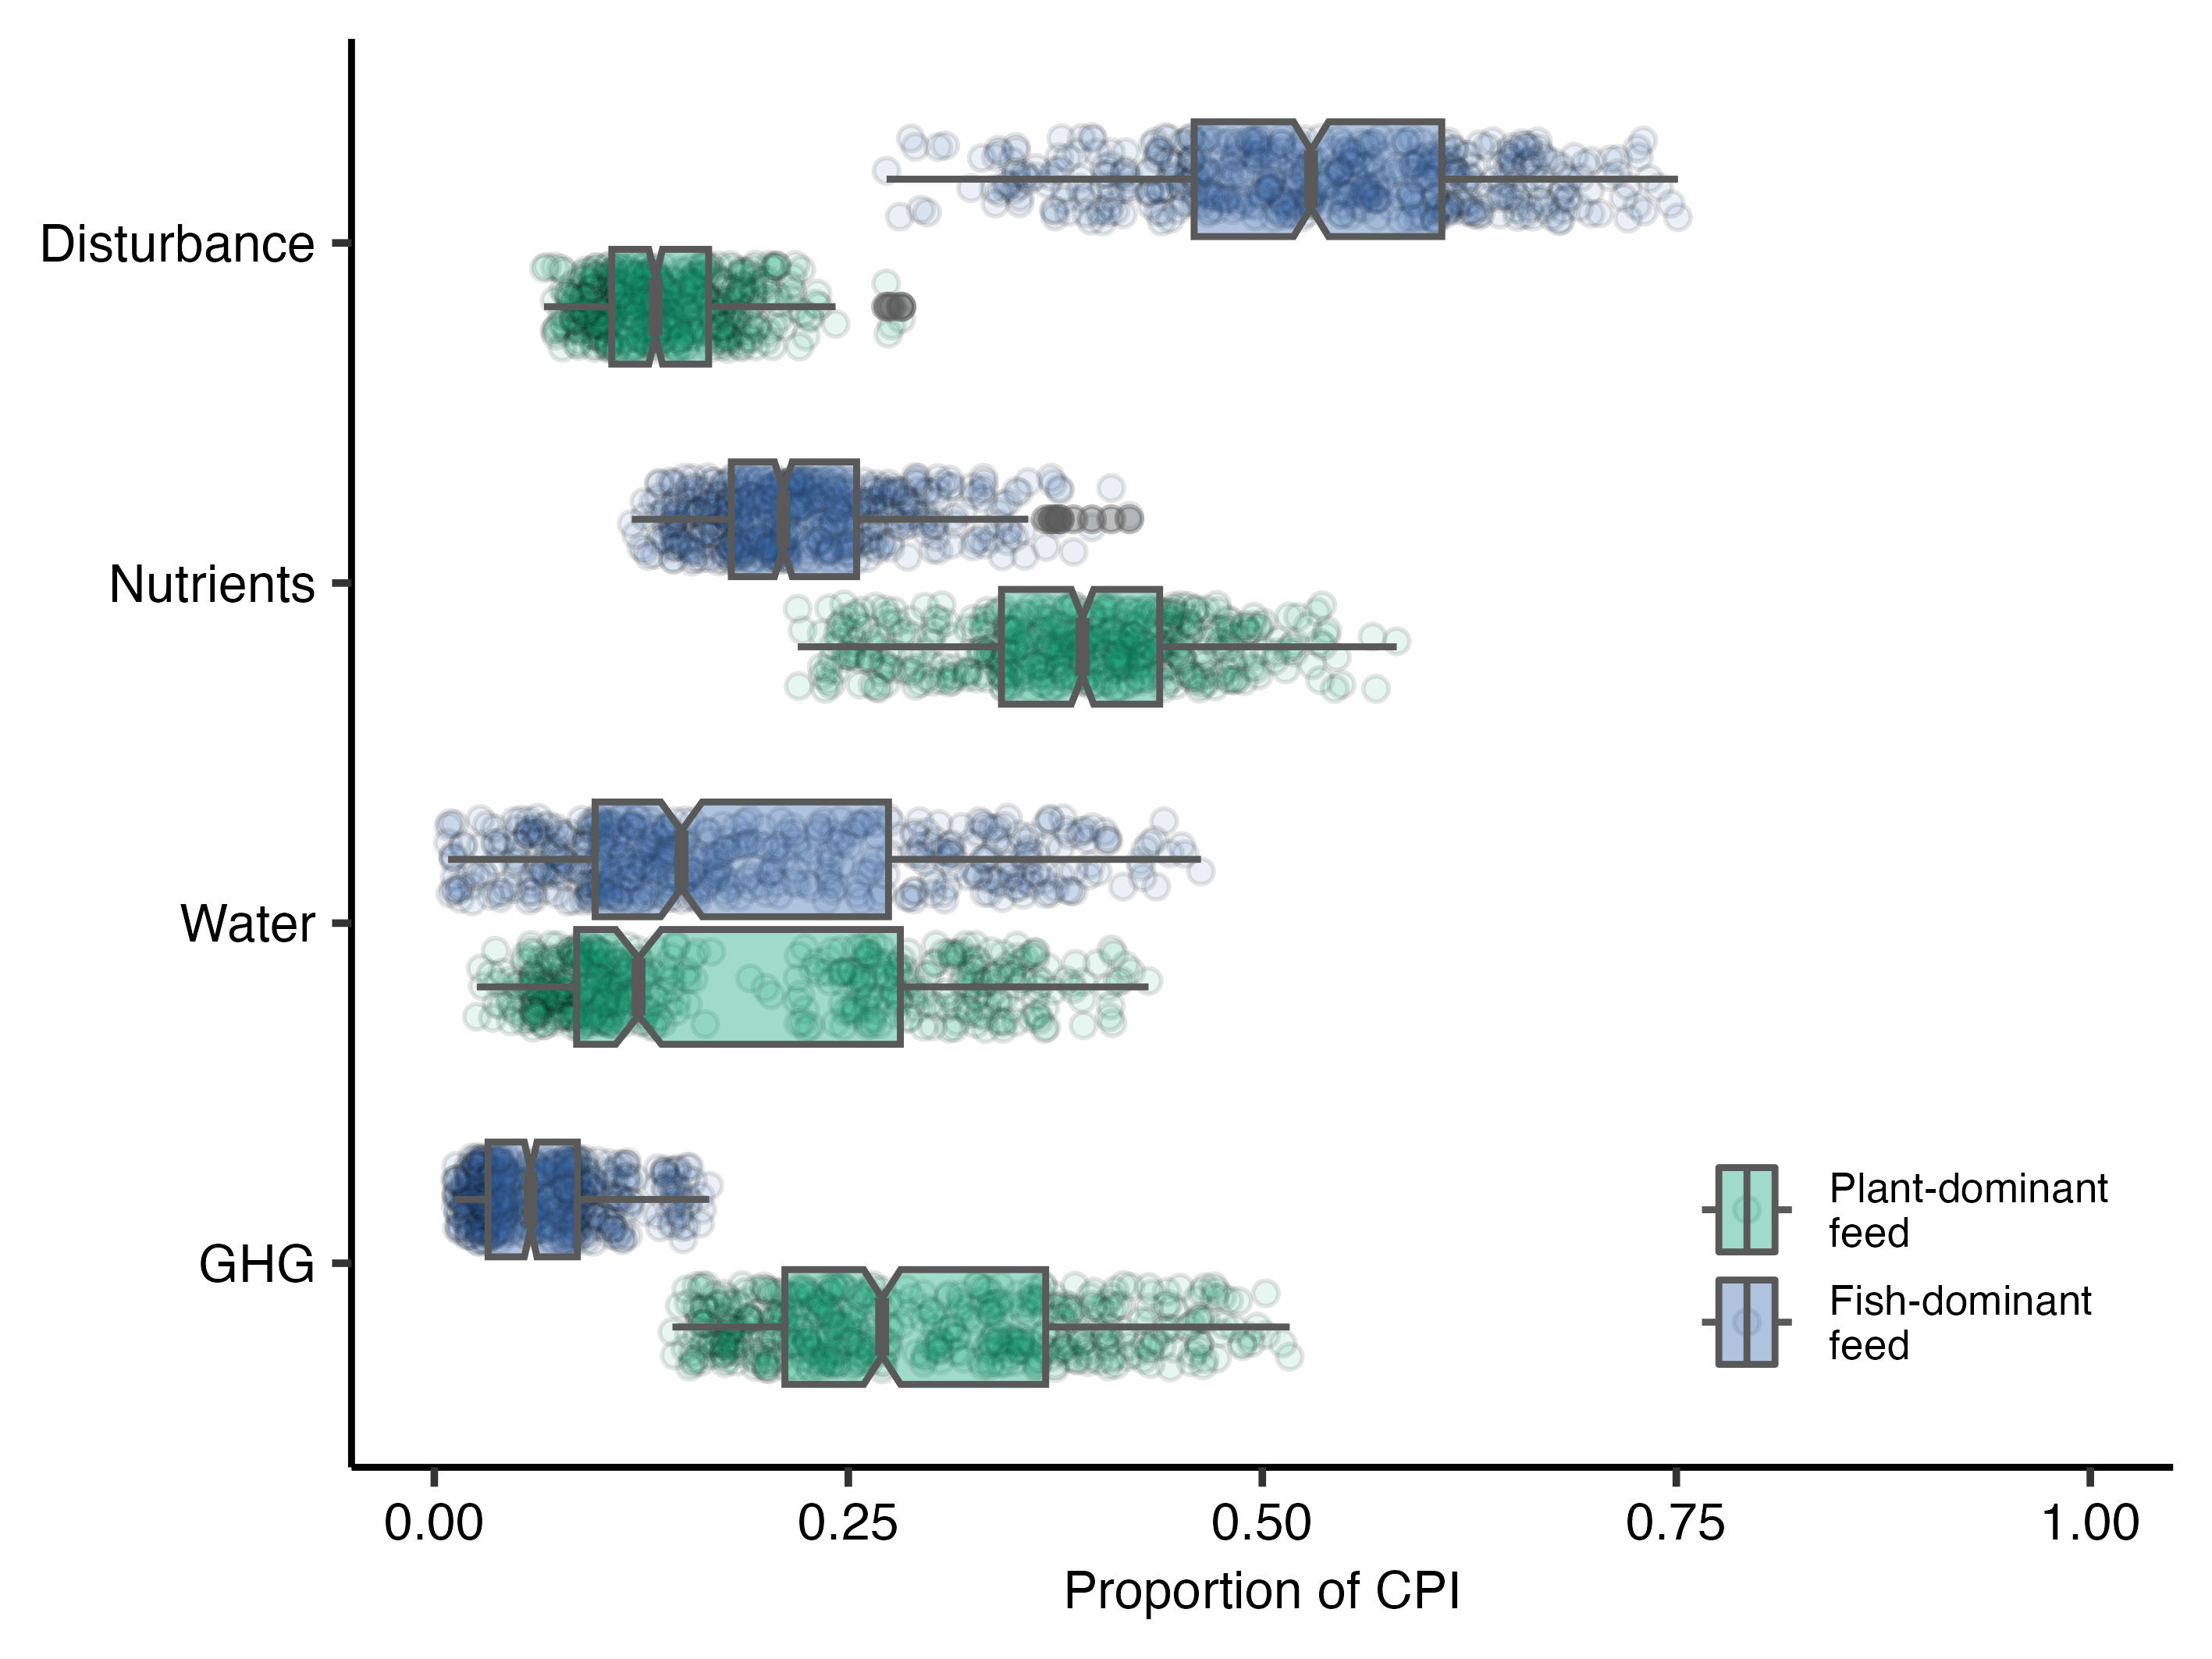 Disturbance
Nutrients
Water
GHG
Plant-dominant
feed
Fish-dominant
feed
0.00 0.25 0.50 0.75 1.00
Proportion of CPI